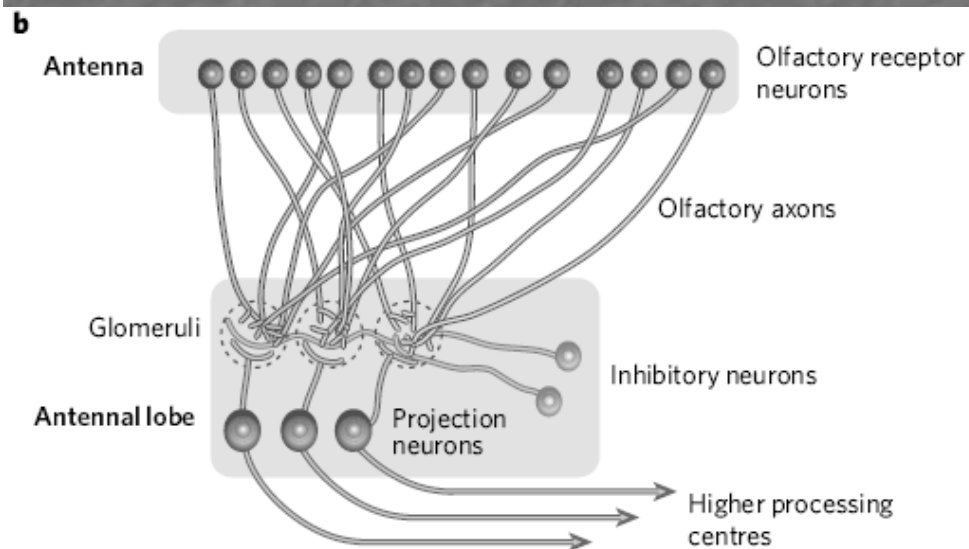 b
Antenna
Olfactory receptor
neurons
Olfactory axons
Glomeruli
Inhibitory neurons
Antennal lobe
Projection
neurons
Higher processing
centres